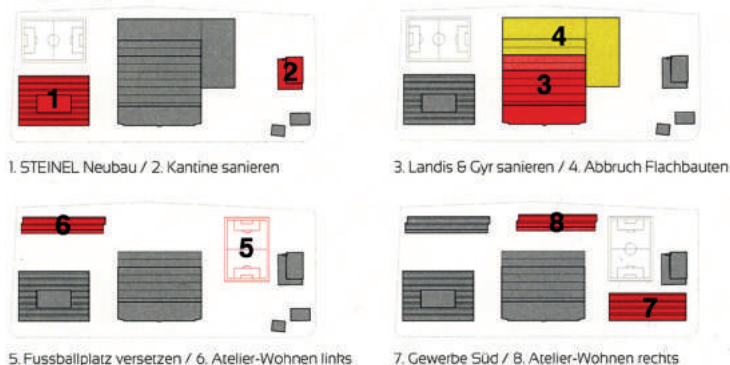 1
2
1. STEINEL Neubau / 2. Kantine sanieren
4
3
3. Landis & Gyr sanieren / 4. Abbruch Flachbauten
6
5
5. Fussballplatz versetzen / 6. Atelier-Wohnen links
8
7
7. Gewerbe Süd / 8. Atelier-Wohnen rechts